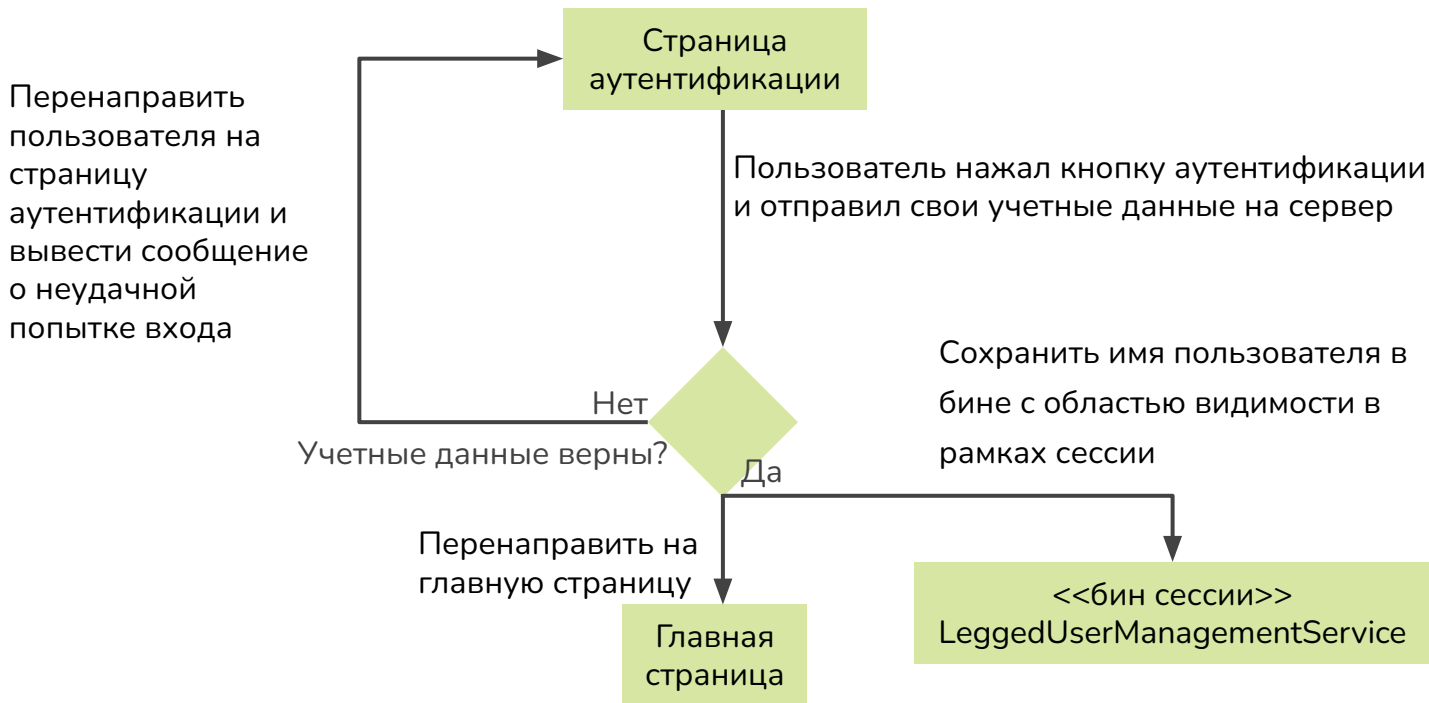 Страница
аутентификации
Перенаправить
пользователя на
страницу
аутентификации и
вывести сообщение
о неудачной
попытке входа
Пользователь нажал кнопку аутентификации
и отправил свои учетные данные на сервер
Сохранить имя пользователя в
бине с областью видимости в
рамках сессии
Нет
Учетные данные верны?
Да
Перенаправить на
главную страницу
<<бин сессии>>
LeggedUserManagementService
Главная
страница